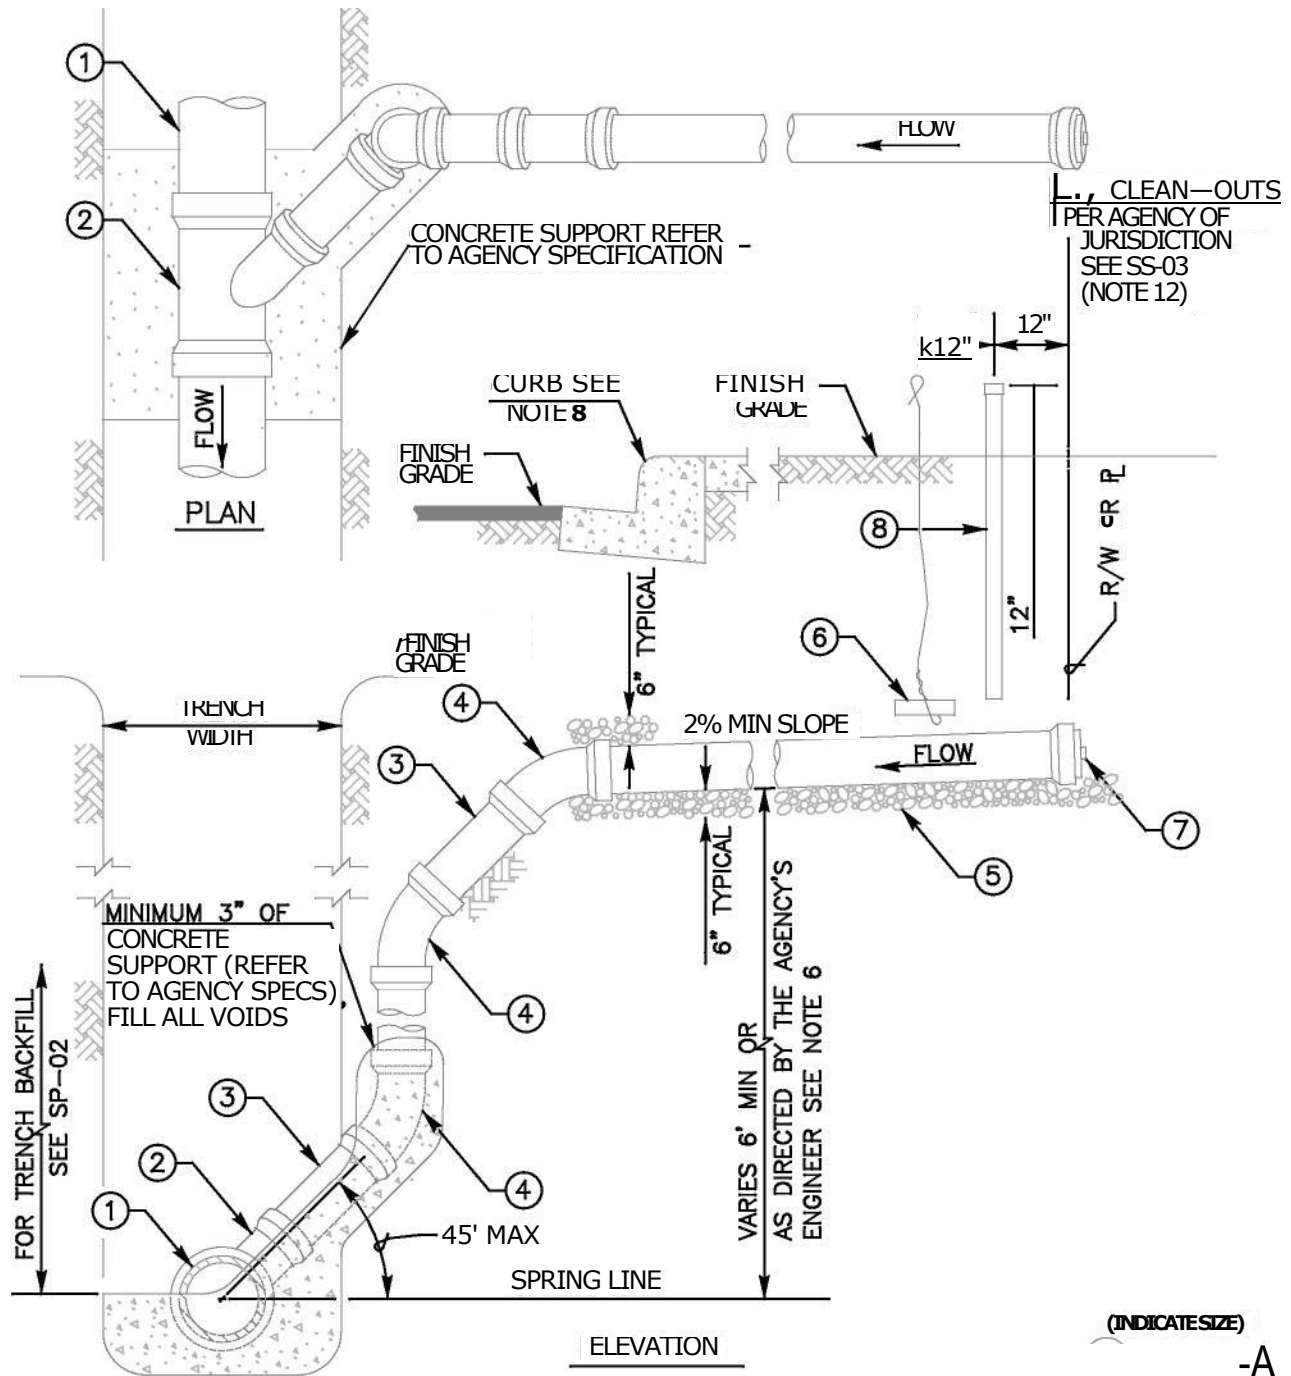 1
FLOW
L., CLEAN—OUTS
PER AGENCY OF
JURISDICTION
SEE SS-03
(NOTE 12)
2
CONCRETE SUPPORT REFER
TO AGENCY SPECIFICATION
12"
k12"
FLOW
PLAN
CURB SEE
NOTE 8
FINISH
GRADE
FINISH
GRADE
8
12"
R/W OR PL
6" TYPICAL
6
FINISH
GRADE
4
TRENCH
WIDTH
2% MIN SLOPE
3
FLOW
7
5
6" TYPICAL
MINIMUM 3" OF
CONCRETE
SUPPORT (REFER
TO AGENCY SPECS)
FILL ALL VOIDS
4
FOR TRENCH BACKFILL
SEE SP-02
VARIES 6' MIN OR
AS DIRECTED BY THE AGENCY'S
ENGINEER SEE NOTE 6
3
2
4
1
45' MAX
SPRING LINE
ELEVATION
(INDICATE SIZE)
-A